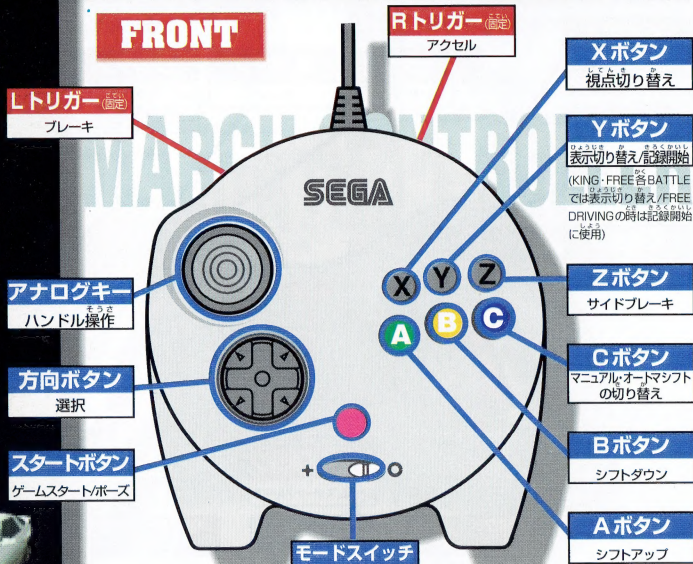 FRONT
Rトリガー(固定)
アクセル
Lトリガー(固定)
ブレーキ
SEGA
アナログキー
ハンドル操作
方向ボタン
選択
スタートボタン
ゲームスタート/ポーズ
モードスイッチ
Xボタン
視点切り替え
Yボタン
表示切り替え/記録開始
(KING・FREE各BATTLE
では表示切り替え/FREE
DRIVINGの時は記録開始
に使用)
Zボタン
サイドブレーキ
Cボタン
マニュアル・オートマシフト
の切り替え
Bボタン
シフトダウン
Aボタン
シフトアップ
X
Y
Z
A
B
C
+
○